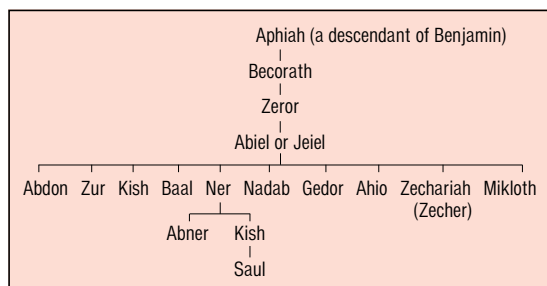 Aphiah (a descendant of Benjamin)
Becorath
Zeror
Abiel or Jeiel
Abdon Zur Kish Baal Ner Nadab Gedor Ahio Zechariah Mikloth
(Zecher)
Abner Kish
Saul